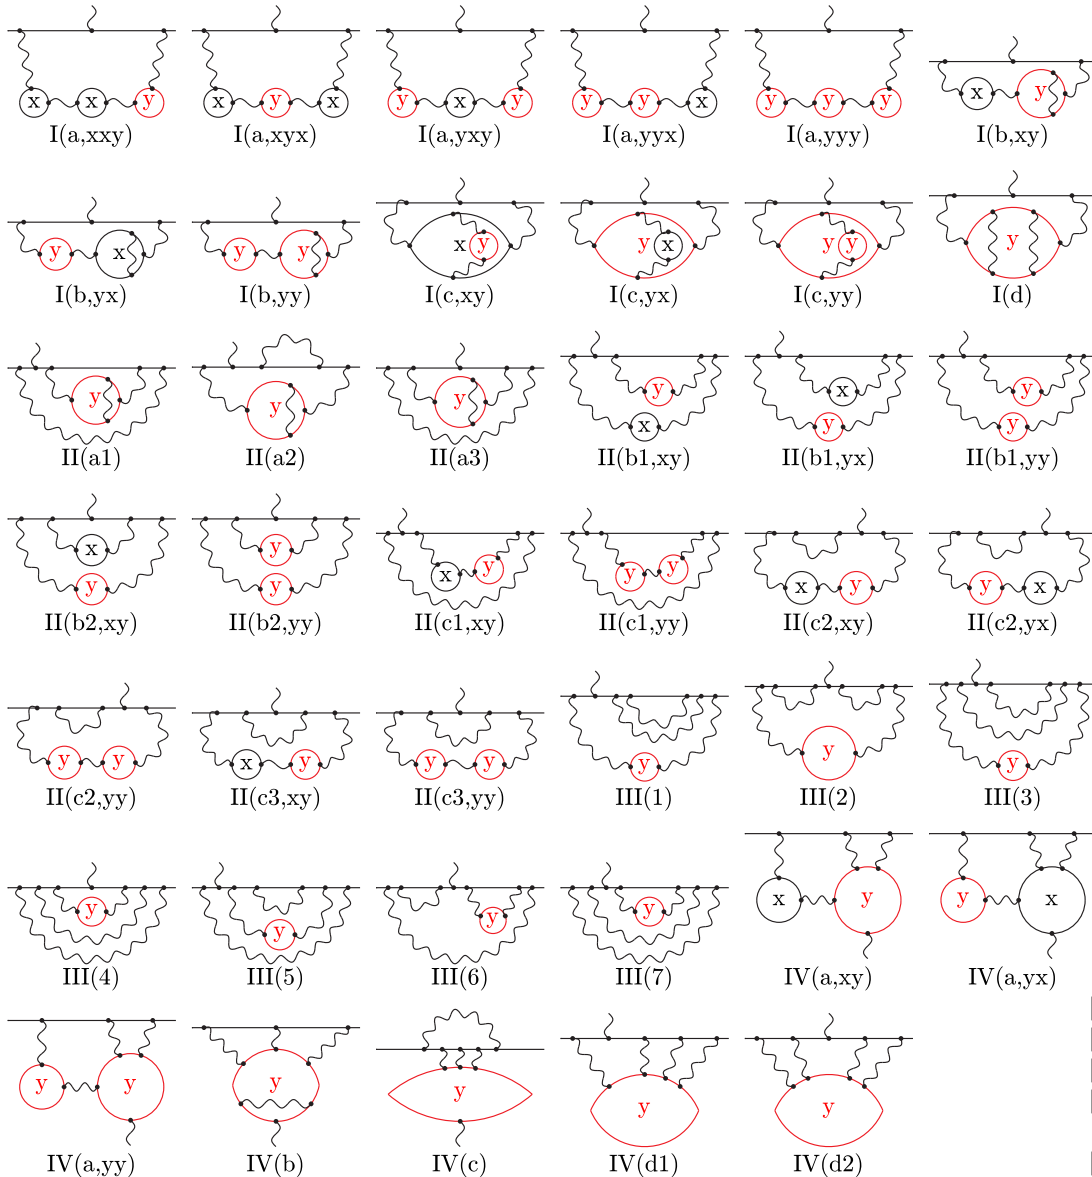 x x y x y x y x y y y x y y y x y
I(a,xxy) I(a,xyx) I(a,yxy) I(a,yyx) I(a,yyy) I(b,xy)
y x y y x y y x y y y
I(b,yx) I(b,yy) I(c,xy) I(c,yx) I(c,yy) I(d)
y y y y x x y y y
II(a1) II(a2) II(a3) II(b1,xy) II(b1,yx) II(b1,yy)
x y y y x y y y x y y x
II(b2,xy) II(b2,yy) II(c1,xy) II(c1,yy) II(c2,xy) II(c2,yx)
y y x y y y y y y
II(c2,yy) II(c3,xy) II(c3,yy) III(1) III(2) III(3)
y y y y x y y x
III(4) III(5) III(6) III(7) IV(a,xy) IV(a,yx)
y y y y y y
IV(a,yy) IV(b) IV(c) IV(d1) IV(d2)